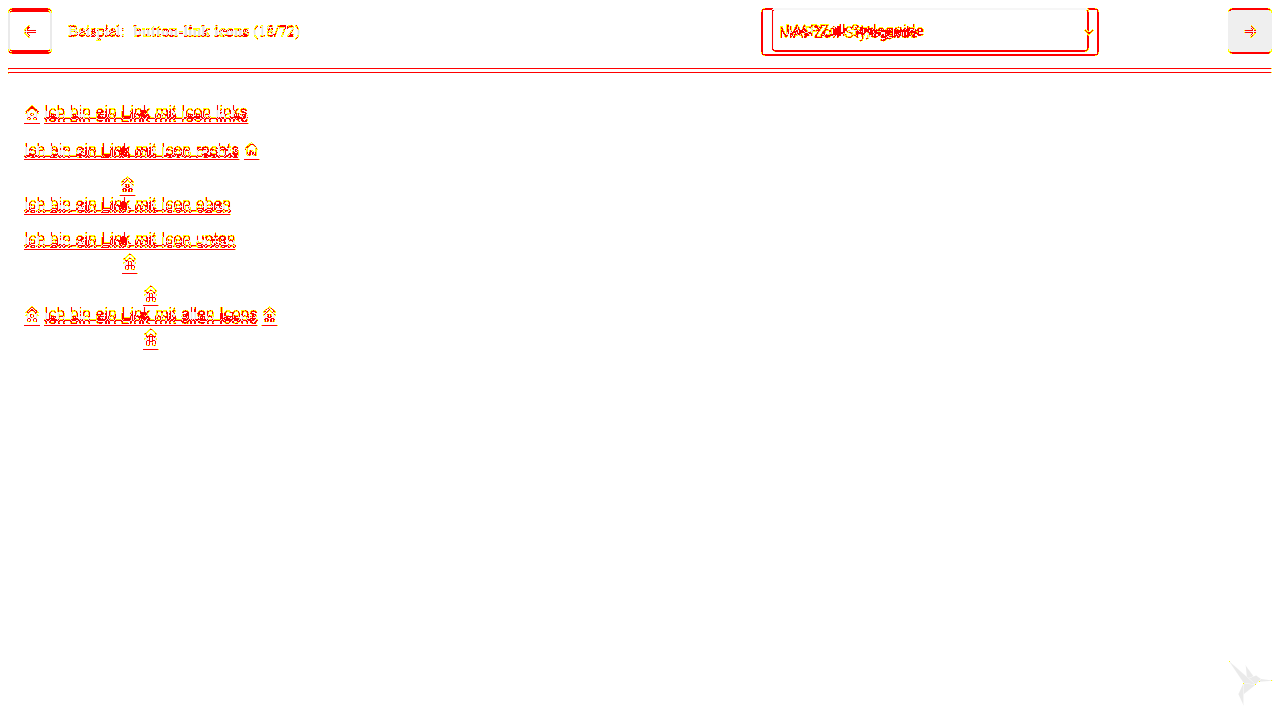 ← Beispiel: button-link icons (16/72) →
Ich bin ein Link mit Icon links
Ich bin ein Link mit Icon rechts
Ich bin ein Link mit Icon oben
Ich bin ein Link mit Icon unten
Ich bin ein Link mit allen Icons